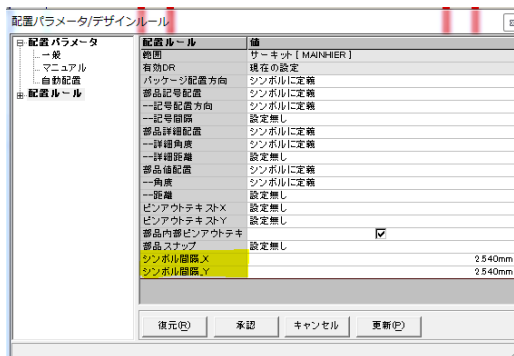 配置パラメータ/デザインルール
配置パラメータ
一般
マニュアル
自動配置
配置ルール
配置ルール 値
範囲 サーキット [ MAINHIER ]
有効DR 現在の設定
パッケージ配置方向 シンボルに定義
部品記号配置 シンボルに定義
--記号配置方向 シンボルに定義
--記号間隔 設定無し
部品詳細配置 シンボルに定義
--詳細角度 シンボルに定義
--詳細距離 設定無し
部品値配置 シンボルに定義
--角度 シンボルに定義
--距離 設定無し
ピンアウトテキストX 設定無し
ピンアウトテキストY 設定無し
部品内部ピンアウトテキ
部品スナップ 設定無し
シンボル間隔_X 2.540mm
シンボル間隔_Y 2.540mm
復元(R) 承認 キャンセル 更新(P)